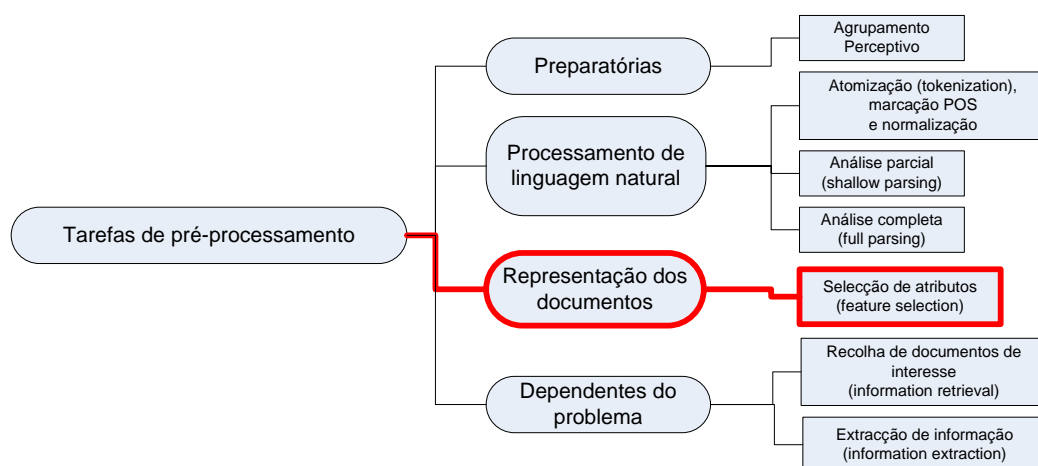 Tarefas de pré-processamento
Preparatórias
Agrupamento
Perceptivo
Processamento de
linguagem natural
Atomização (tokenization),
marcação POS
e normalização
Análise parcial
(shallow parsing)
Análise completa
(full parsing)
Representação dos
documentos
Selecção de atributos
(feature selection)
Dependentes do
problema
Recolha de documentos de
interesse
(information retrieval)
Extracção de informação
(information extraction)